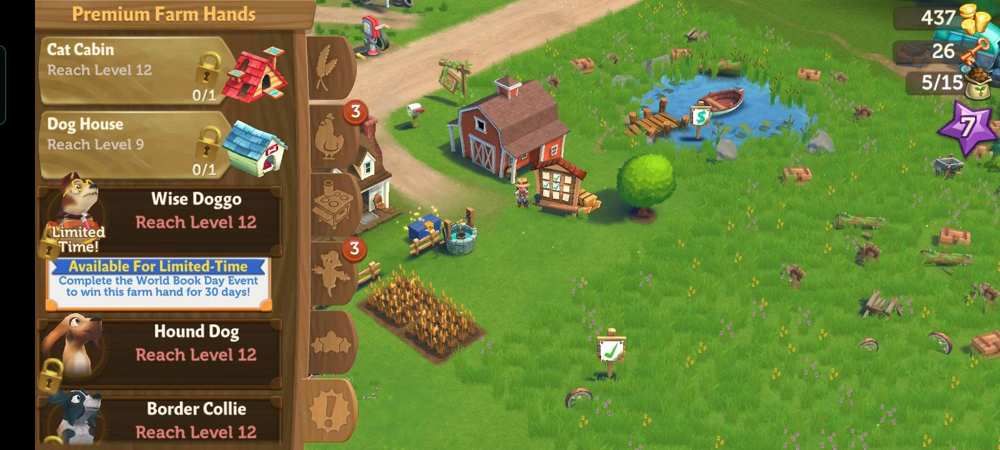 Premium Farm Hands
Cat Cabin
Reach Level 12
0/1
Dog House
Reach Level 9
0/1
Wise Doggo
Reach Level 12
Limited
Time!
Available For Limited-Time
Complete the World Book Day Event
to win this farm hand for 30 days!
Hound Dog
Reach Level 12
Border Collie
Reach Level 12
3
3
$
437
26
5/15
7